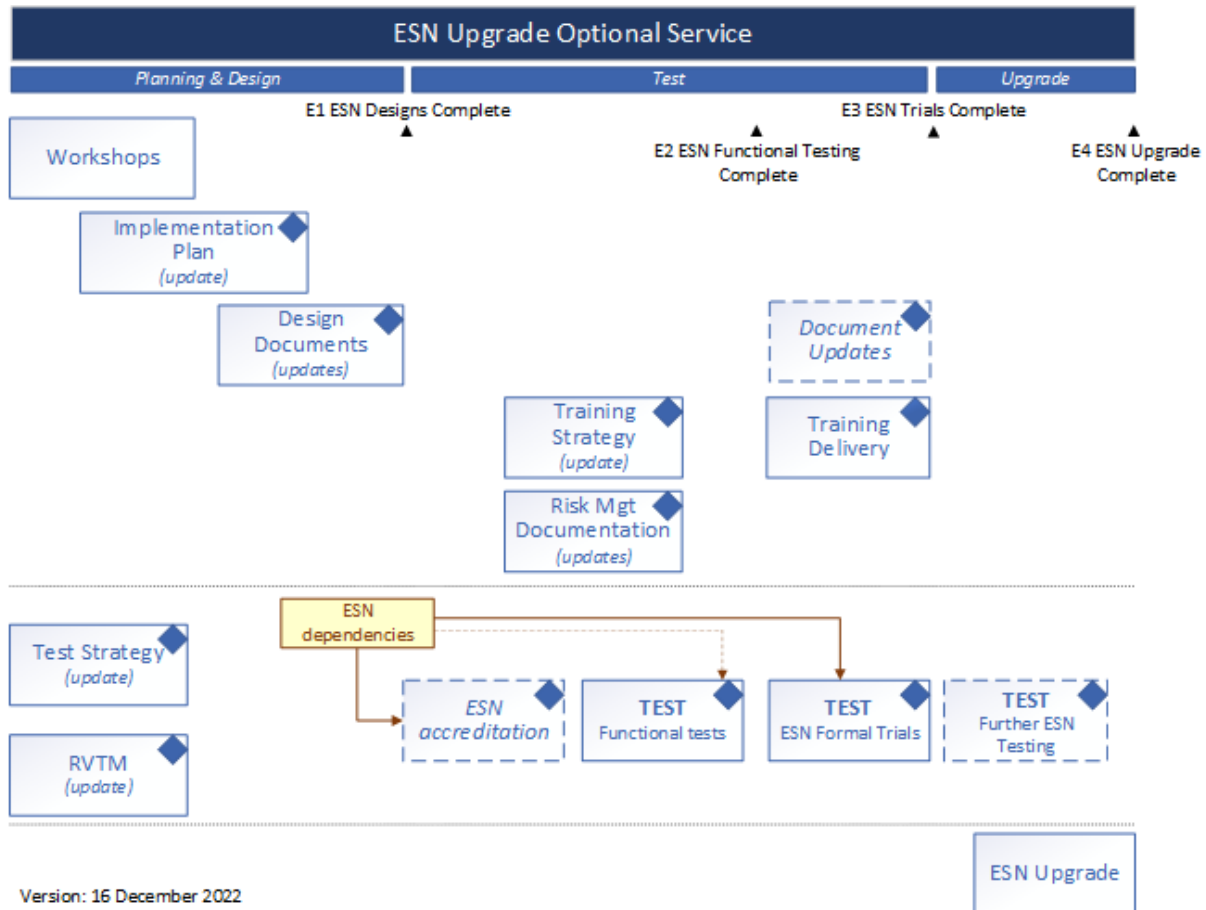 ESN Upgrade Optional Service
Planning & Design
Test
Upgrade
E1 ESN Designs Complete
E3 ESN Trials Complete
E2 ESN Functional Testing
Complete
E4 ESN Upgrade
Complete
Workshops
Implementation
Plan
(update)
Design
Documents
(updates)
Document
Updates
Training
Strategy
(update)
Training
Delivery
Risk Mgt
Documentation
(updates)
ESN
dependencies
Test Strategy
(update)
ESN
accreditation
TEST
Functional tests
TEST
ESN Formal Trials
TEST
Further ESN
Testing
RVTM
(update)
ESN Upgrade
Version: 16 December 2022